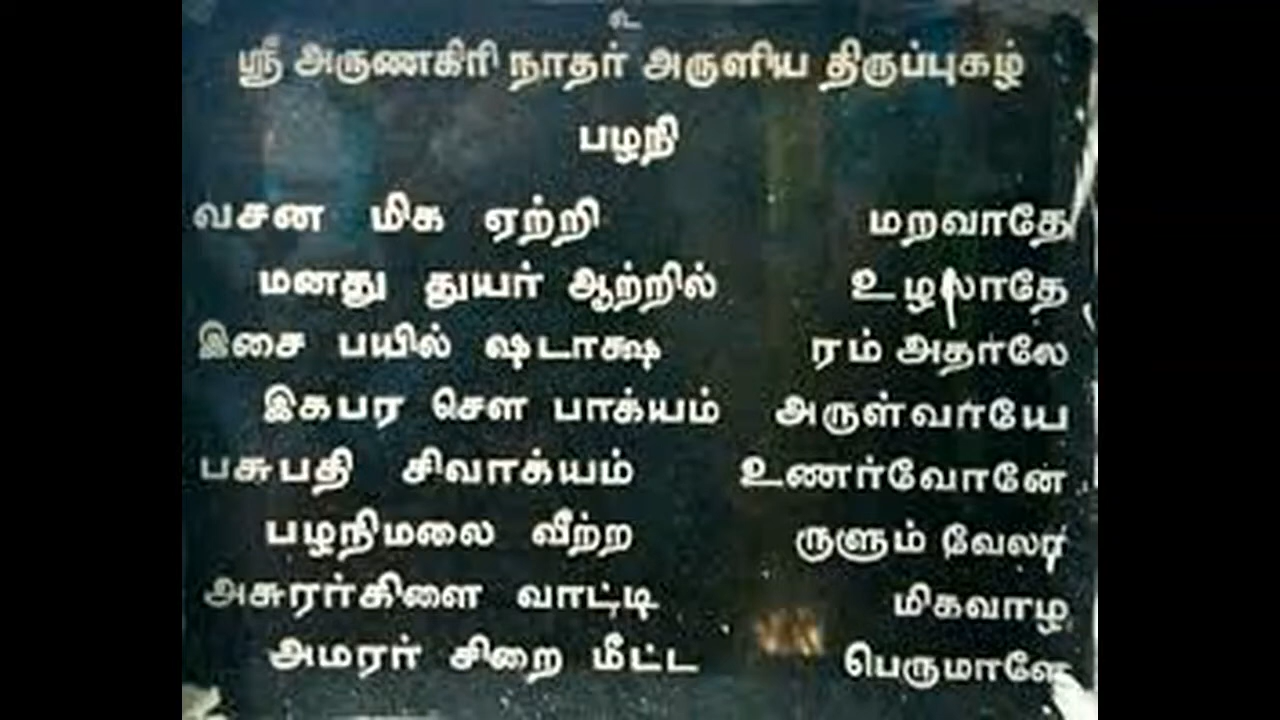 உ
ஸ்ரீ அருணகிரி நாதர் அருளிய திருப்புகழ்
பழநி
வசன மிக ஏற்றி மறவாதே
மனது துயர் ஆற்றில் உழலாதே
இசை பயில் ஷடாக்ஷ ரம் அதாலே
இகபர சௌ பாக்யம் அருள்வாயே
பசுபதி சிவாக்யம் உணர்வோனே
பழநிமலை வீற்ற ருளும் வேலா
அசுரர்கிளை வாட்டி மிகவாழ
அமரர் சிறை மீட்ட பெருமாளே